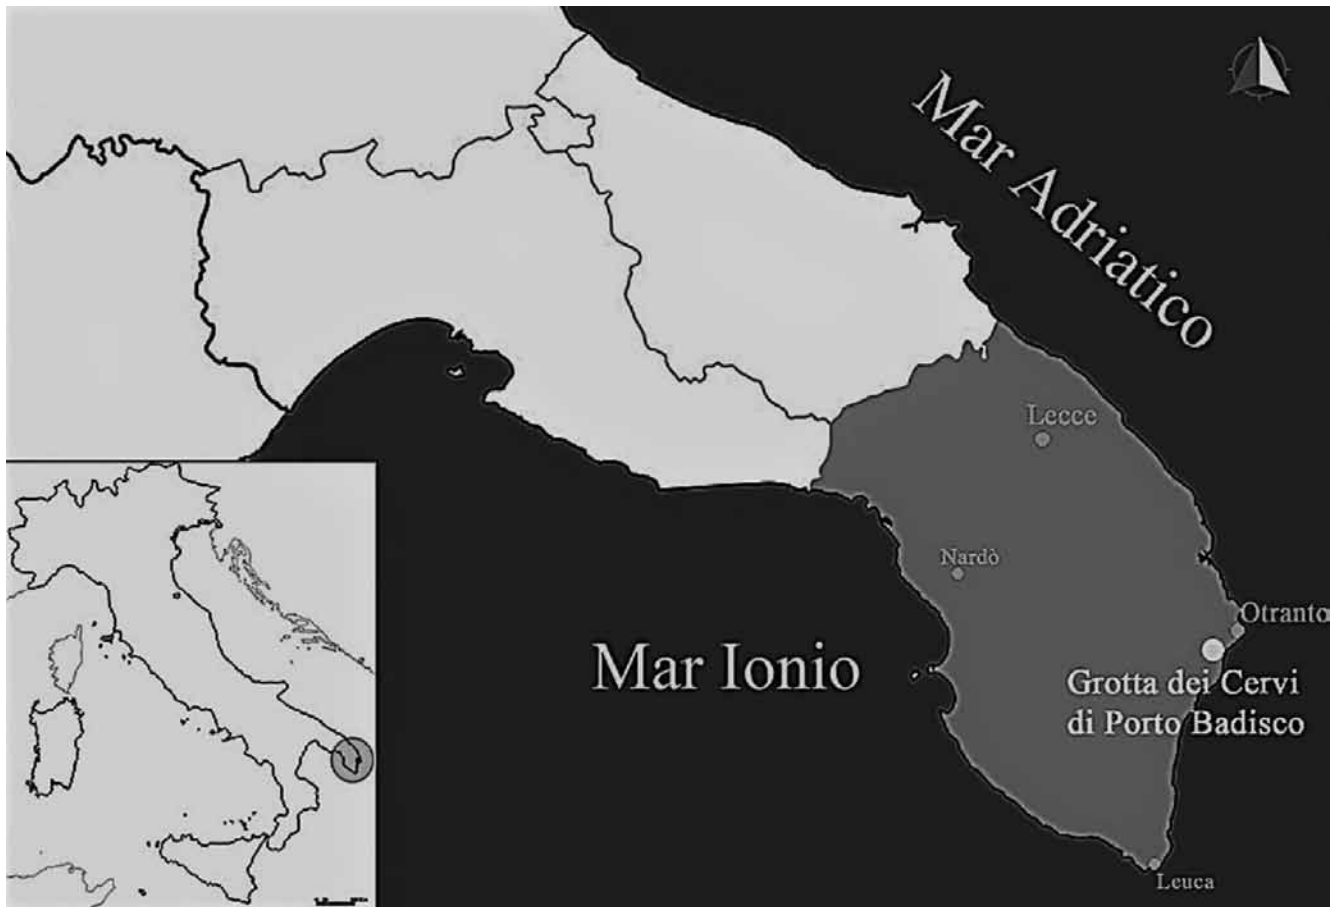 Mar Adriatico
Lecce
Nardò
Otranto
Mar Ionio
Grotta dei Cervi
di Porto Badisco
Leuca